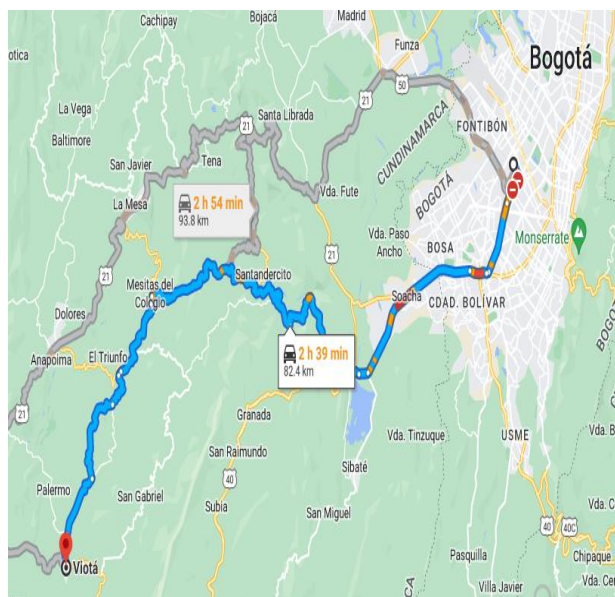 Cachipay
Bojacá
Madrid
Funza
Bogotá
50
21
La Vega
Baltimore
Santa Librada
21
FONTIBÓN
CUNDINAMARCA
BOGOTÁ
San Javier
Tena
La Mesa
2 h 54 min
93.8 km
Vda. Fute
21
Vda. Paso
Ancho
BOSA
Monserrate
Mesitas del
Colegio
Santandercito
Soacha
CDAD. BOLÍVAR
Dolores
21
Anapoima
El Triunfo
2 h 39 min
82.4 km
21
Granada
Vda. Tinzuque
USME
San Raimundo
40
Sibaté
Palermo
San Gabriel
Subia
San Miguel
40
40C
Chipaque
Pasquilla
Viotá
Villa Javier